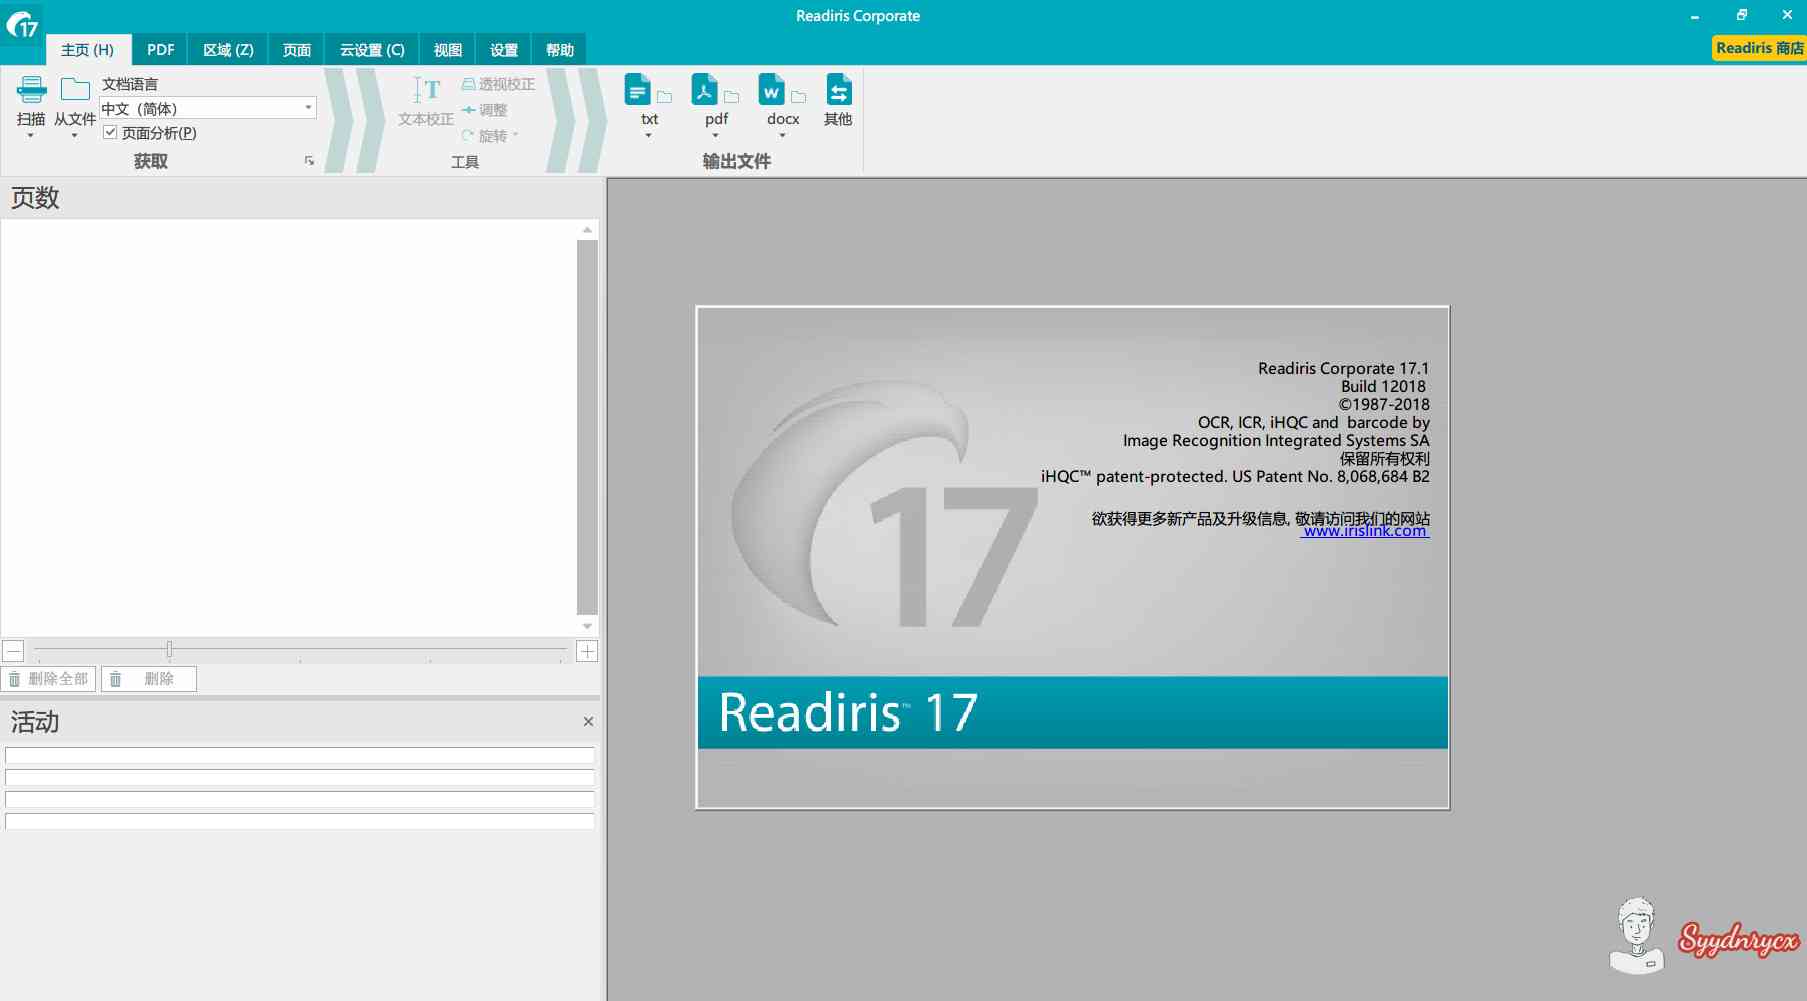 17
Readiris Corporate
主页 (H)
PDF
区域 (Z)
页面
云设置 (C)
视图
设置
帮助
Readiris 商店
扫描
从文件
文档语言
中文（简体）
页面分析(P)
获取
文本校正
透视校正
调整
旋转
工具
txt
pdf
docx
其他
输出文件
页数
删除全部
删除
活动
Readiris Corporate 17.1
Build 12018
©1987-2018
OCR, ICR, iHQC and barcode by
Image Recognition Integrated Systems SA
保留所有权利
iHQC™ patent-protected. US Patent No. 8,068,684 B2
欲获得更多新产品及升级信息, 敬请访问我们的网站
www.irislink.com
17
Readiris™ 17
Syydnrycx